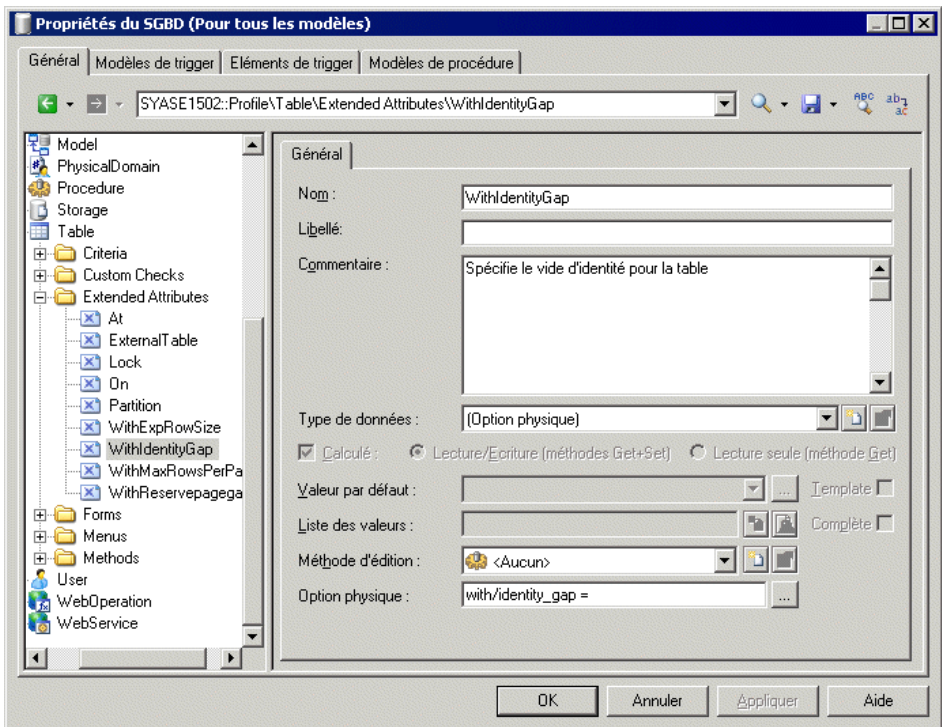 Propriétés du SGBD (Pour tous les modèles)
Général Modèles de trigger Eléments de trigger Modèles de procédure
SYASE1502::Profile\Table\Extended Attributes\WithIdentityGap
Model
PhysicalDomain
Procedure
Storage
Table
Criteria
Custom Checks
Extended Attributes
At
ExternalTable
Lock
On
Partition
WithExpRowSize
WithIdentityGap
WithMaxRowsPerPa
WithReservepagega
Forms
Menus
Methods
User
WebOperation
WebService
Général
Nom : WithIdentityGap
Libellé:
Commentaire : Spécifie le vide d'identité pour la table
Type de données : (Option physique)
Calculé : Lecture/Ecriture (méthodes Get+Set) Lecture seule (méthode Get)
Valeur par défaut : ... Template
Liste des valeurs : Complète
Méthode d'édition : <Aucun>
Option physique : with/identity_gap = ...
OK Annuler Appliquer Aide